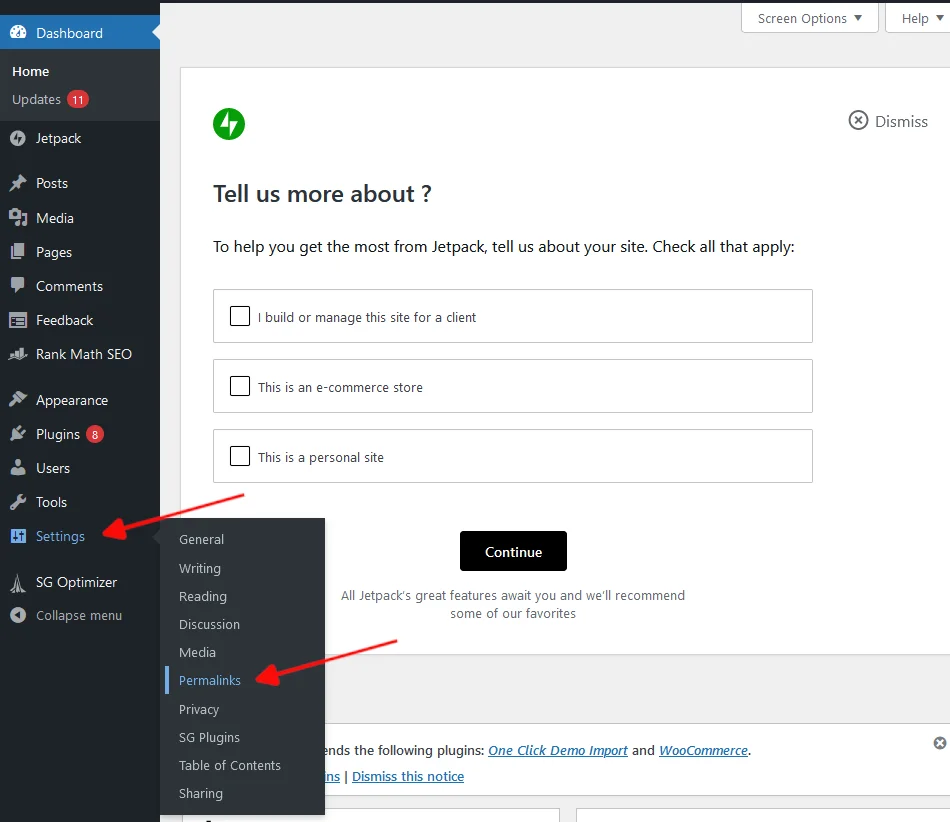 Dashboard
Home
Updates 11
Jetpack
Posts
Media
Pages
Comments
Feedback
Rank Math SEO
Appearance
Plugins 8
Users
Tools
Settings
SG Optimizer
Collapse menu
General
Writing
Reading
Discussion
Media
Permalinks
Privacy
SG Plugins
Table of Contents
Sharing
Screen Options
Help
Dismiss
Tell us more about ?
To help you get the most from Jetpack, tell us about your site. Check all that apply:
I build or manage this site for a client
This is an e-commerce store
This is a personal site
Continue
All Jetpack's great features await you and we'll recommend
some of our favorites
ends the following plugins: One Click Demo Import and WooCommerce.
ins | Dismiss this notice